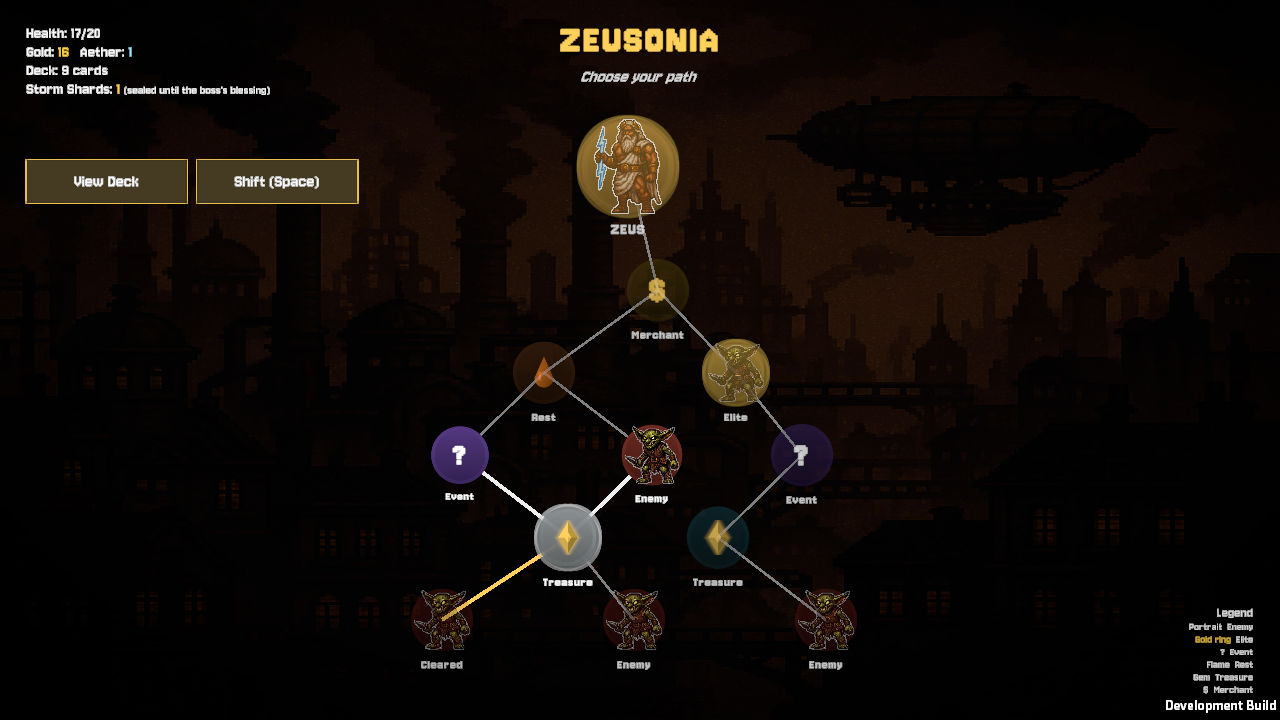 Health: 17/20
Gold: 16 Aether: 1
Deck: 9 cards
Storm Shards: 1 (sealed until the boss's blessing)
ZEUSONIA
Choose your path
View Deck
Shift (Space)
ZEUS
$
Merchant
Rest
Elite
?
Event
Enemy
?
Event
Treasure
Treasure
Cleared
Enemy
Enemy
Legend
Portrait Enemy
Gold ring Elite
? Event
Flame Rest
Gem Treasure
$ Merchant
Development Build